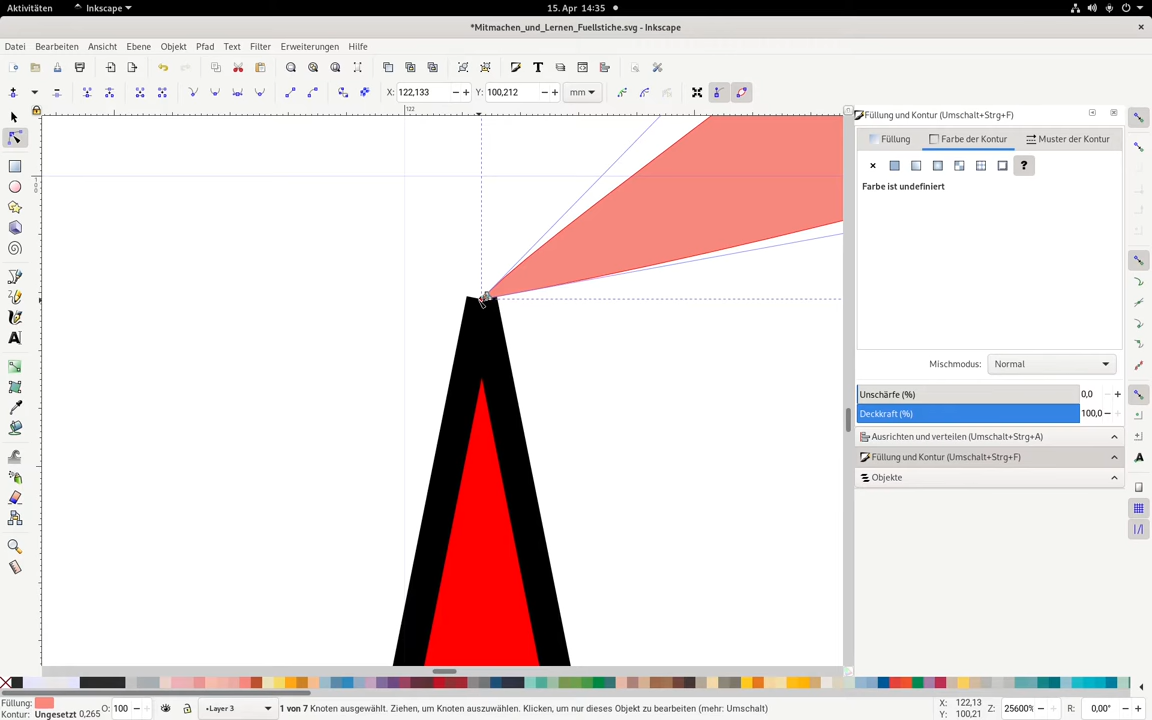 Aktivitäten
Inkscape
15. Apr 14:35
*Mitmachen_und_Lernen_Fuellstiche.svg - Inkscape
Datei Bearbeiten Ansicht Ebene Objekt Pfad Text Filter Erweiterungen Hilfe
X: 122,133 − + Y: 100,212 − + mm
122
100
Füllung und Kontur (Umschalt+Strg+F)
Füllung Farbe der Kontur Muster der Kontur
Farbe ist undefiniert
Mischmodus: Normal
Unschärfe (%) 0,0 − +
Deckkraft (%) 100,0 − +
Ausrichten und verteilen (Umschalt+Strg+A)
Füllung und Kontur (Umschalt+Strg+F)
Objekte
Füllung:
Kontur: Ungesetzt 0,265
O: 100 − +
Layer 3
1 von 7 Knoten ausgewählt. Ziehen, um Knoten auszuwählen. Klicken, um nur dieses Objekt zu bearbeiten (mehr: Umschalt)
X: 122,13
Y: 100,21
Z: 25600% − +
R: 0,00° − +